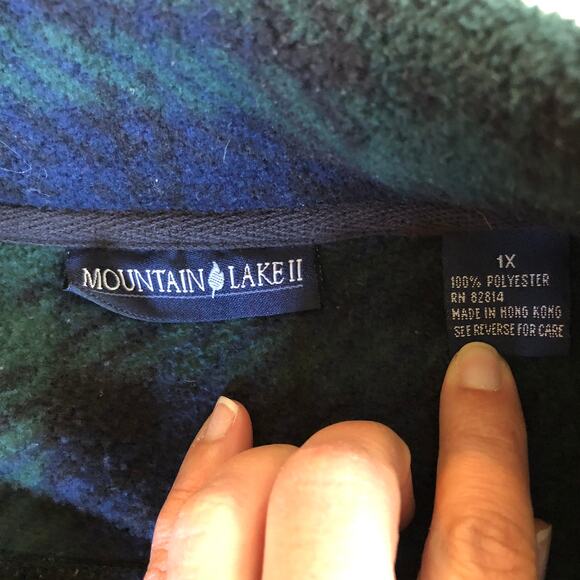 MOUNTAIN LAKE II
1X
100% POLYESTER
RN 82814
MADE IN HONG KONG
SEE REVERSE FOR CARE